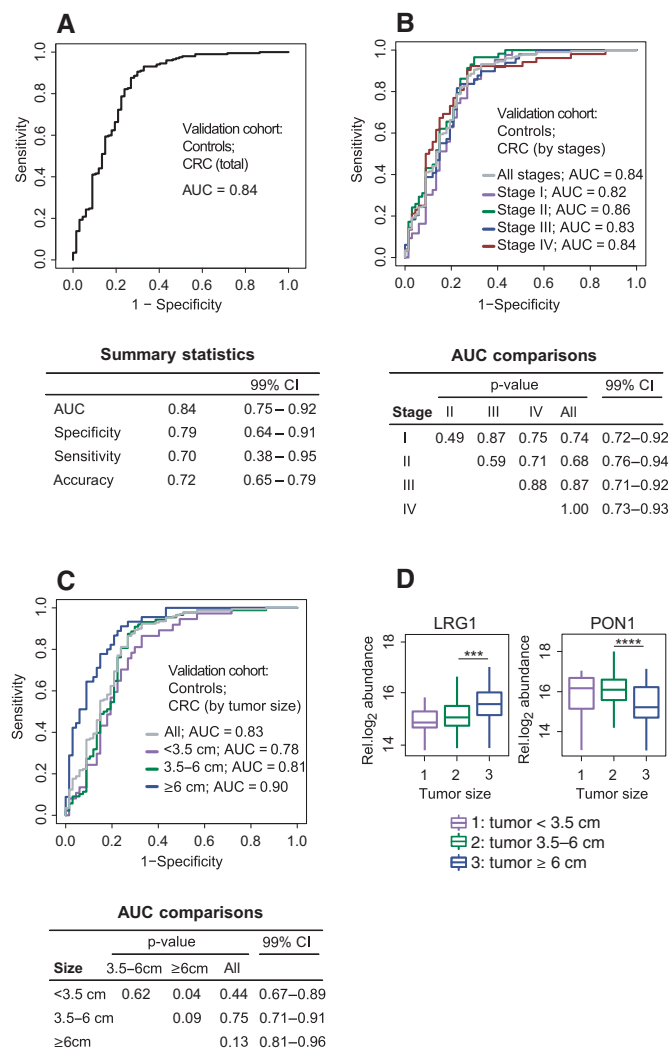 A
1.0
0.8
0.6
0.4
0.2
0.0
Sensitivity
Validation cohort:
Controls;
CRC (total)
AUC = 0.84
0.0 0.2 0.4 0.6 0.8 1.0
1 − Specificity
Summary statistics
99% CI
AUC 0.84 0.75–0.92
Specificity 0.79 0.64–0.91
Sensitivity 0.70 0.38–0.95
Accuracy 0.72 0.65–0.79
B
1.0
0.8
0.6
0.4
0.2
0.0
Sensitivity
Validation cohort:
Controls;
CRC (by stages)
All stages; AUC = 0.84
Stage I; AUC = 0.82
Stage II; AUC = 0.86
Stage III; AUC = 0.83
Stage IV; AUC = 0.84
0.0 0.2 0.4 0.6 0.8 1.0
1−Specificity
AUC comparisons
p-value 99% CI
Stage II III IV All
I 0.49 0.87 0.75 0.74 0.72–0.92
II 0.59 0.71 0.68 0.76–0.94
III 0.88 0.87 0.71–0.92
IV 1.00 0.73–0.93
C
1.0
0.8
0.6
0.4
0.2
0.0
Sensitivity
Validation cohort:
Controls;
CRC (by tumor size)
All; AUC = 0.83
<3.5 cm; AUC = 0.78
3.5–6 cm; AUC = 0.81
≥6 cm; AUC = 0.90
0.0 0.2 0.4 0.6 0.8 1.0
1−Specificity
AUC comparisons
p-value 99% CI
Size 3.5–6cm ≥6cm All
<3.5 cm 0.62 0.04 0.44 0.67–0.89
3.5–6 cm 0.09 0.75 0.71–0.91
≥6cm 0.13 0.81–0.96
D
LRG1
Rel.log2 abundance
18
16
14
***
1 2 3
Tumor size
PON1
Rel.log2 abundance
18
16
14
****
1 2 3
Tumor size
1: tumor < 3.5 cm
2: tumor 3.5–6 cm
3: tumor ≥ 6 cm